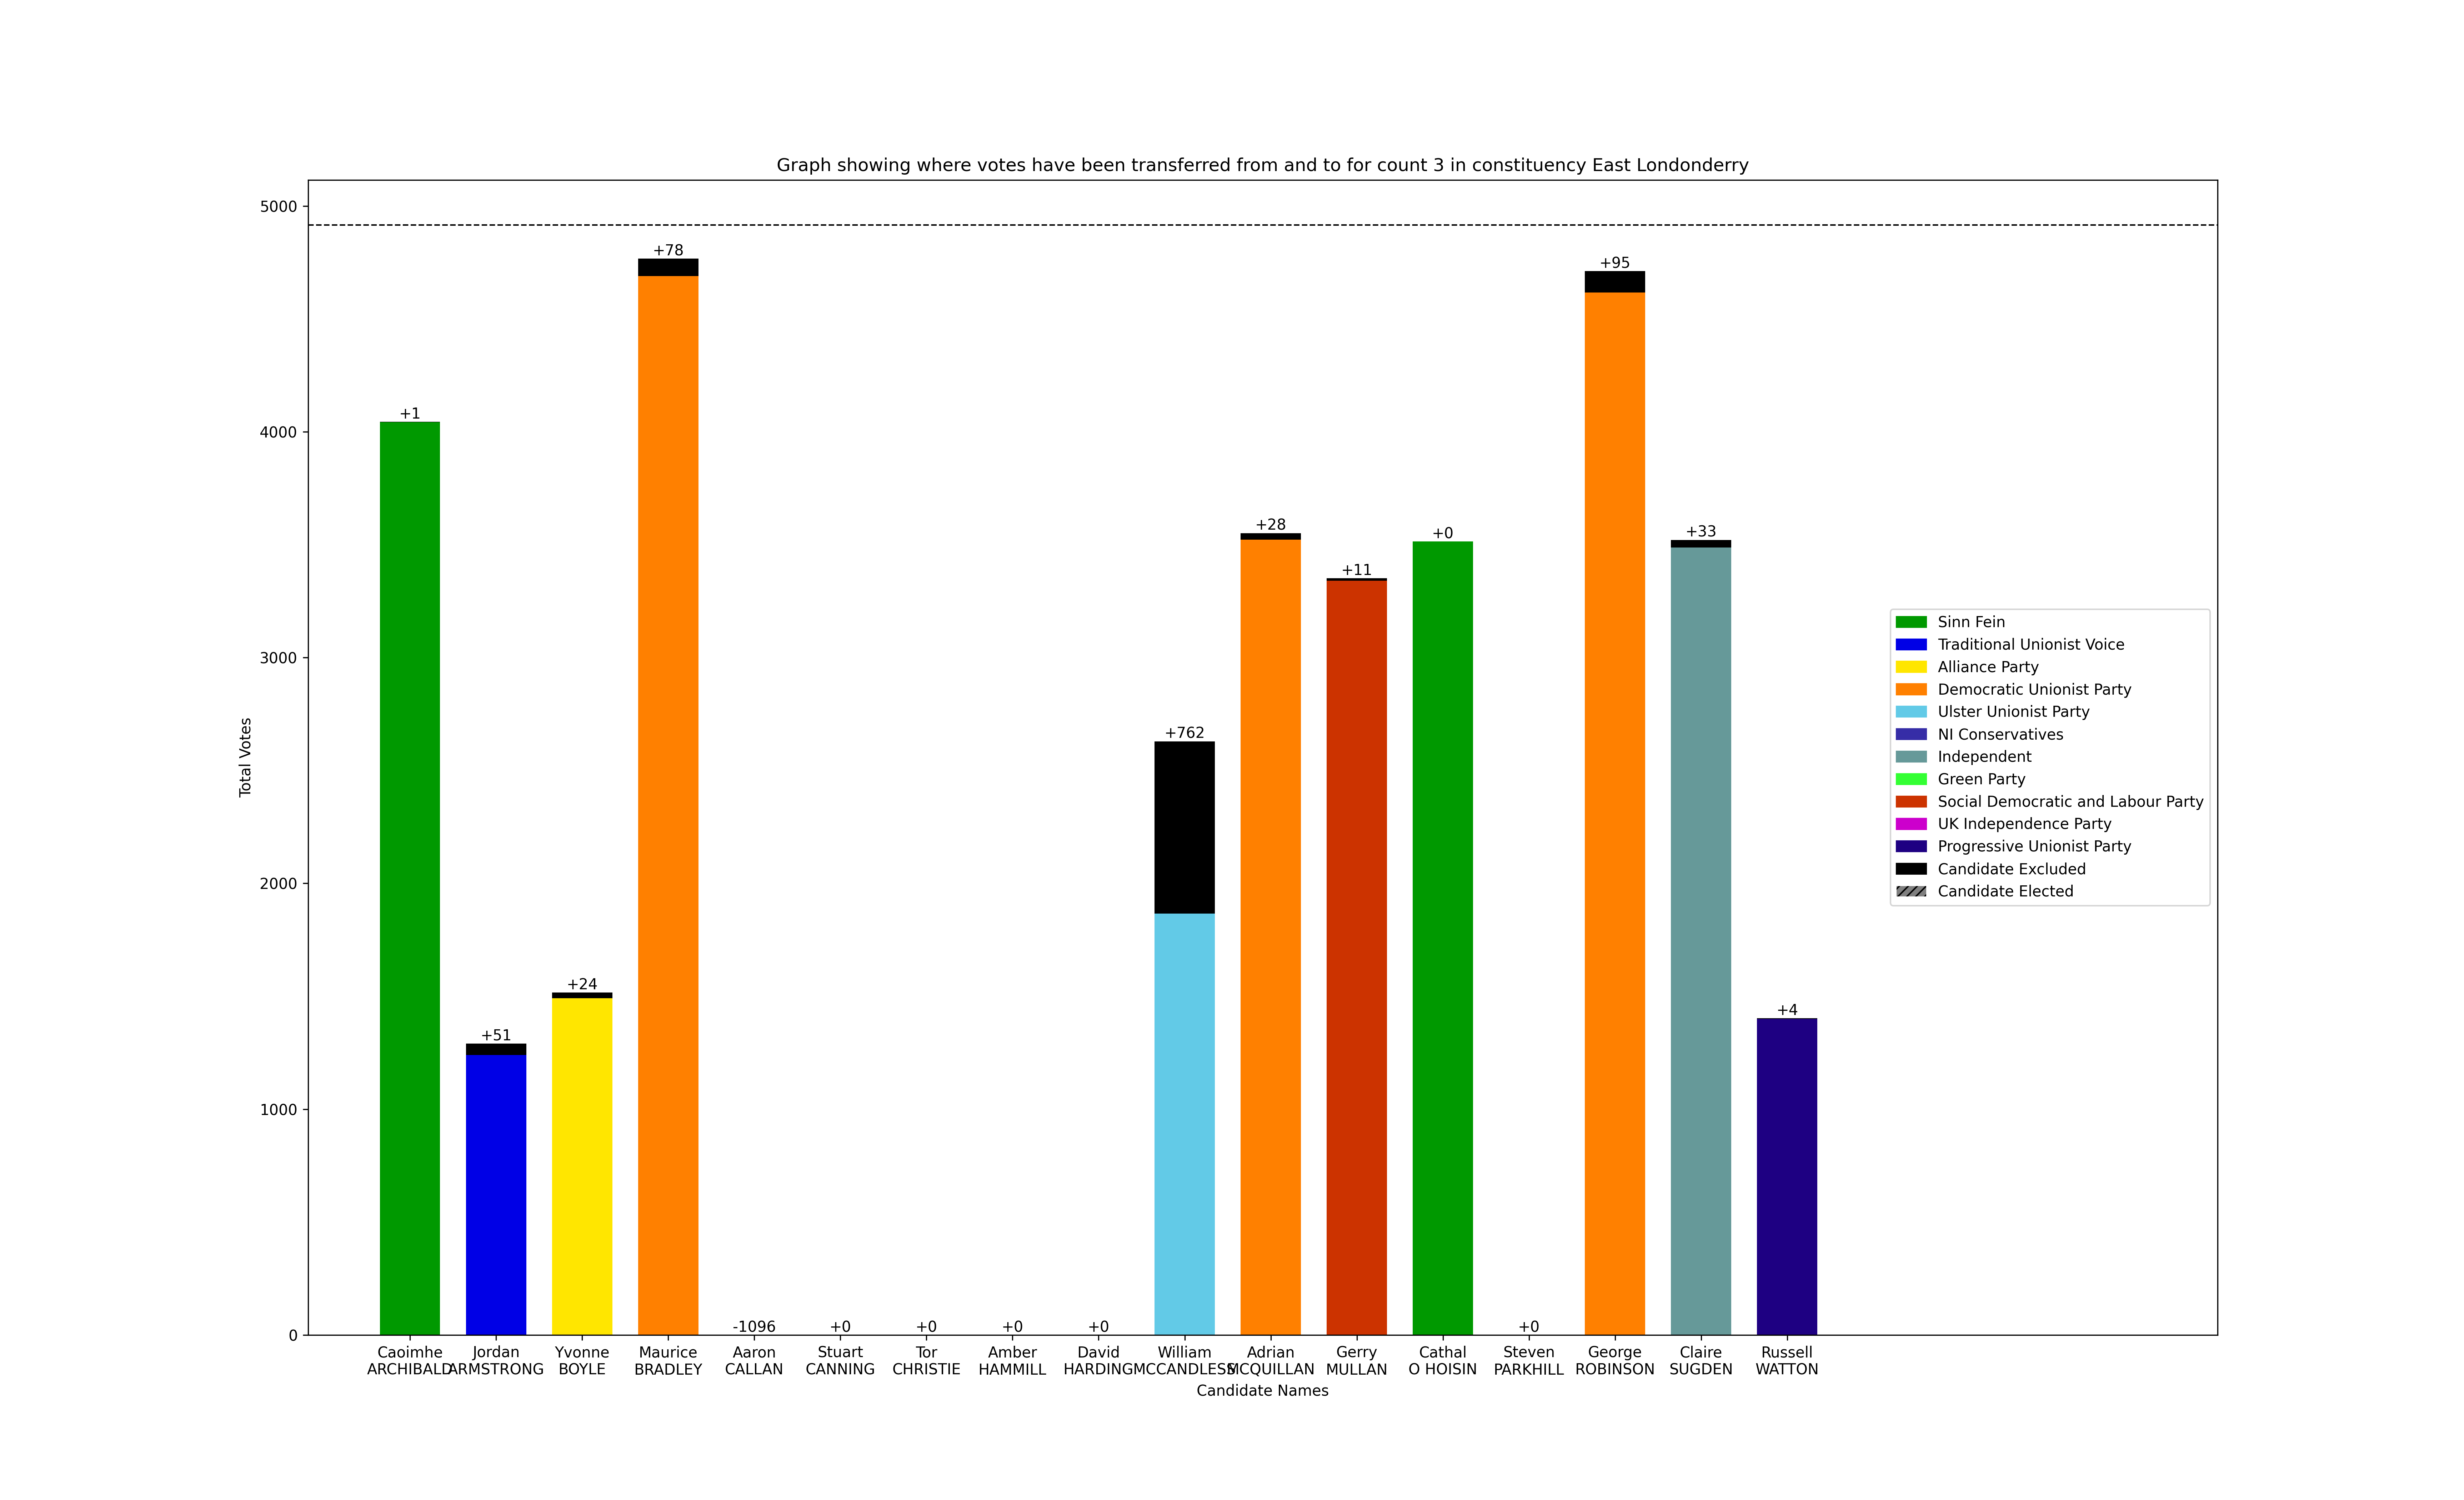 Graph showing where votes have been transferred from and to for count 3 in constituency East Londonderry
5000
4000
3000
2000
1000
0
Total Votes
+1
+51
+24
+78
-1096
+0
+0
+0
+0
+762
+28
+11
+0
+0
+95
+33
+4
Caoimhe
ARCHIBALD
Jordan
ARMSTRONG
Yvonne
BOYLE
Maurice
BRADLEY
Aaron
CALLAN
Stuart
CANNING
Tor
CHRISTIE
Amber
HAMMILL
David
HARDING
William
MCCANDLESS
Adrian
MCQUILLAN
Gerry
MULLAN
Cathal
O HOISIN
Steven
PARKHILL
George
ROBINSON
Claire
SUGDEN
Russell
WATTON
Candidate Names
Sinn Fein
Traditional Unionist Voice
Alliance Party
Democratic Unionist Party
Ulster Unionist Party
NI Conservatives
Independent
Green Party
Social Democratic and Labour Party
UK Independence Party
Progressive Unionist Party
Candidate Excluded
Candidate Elected